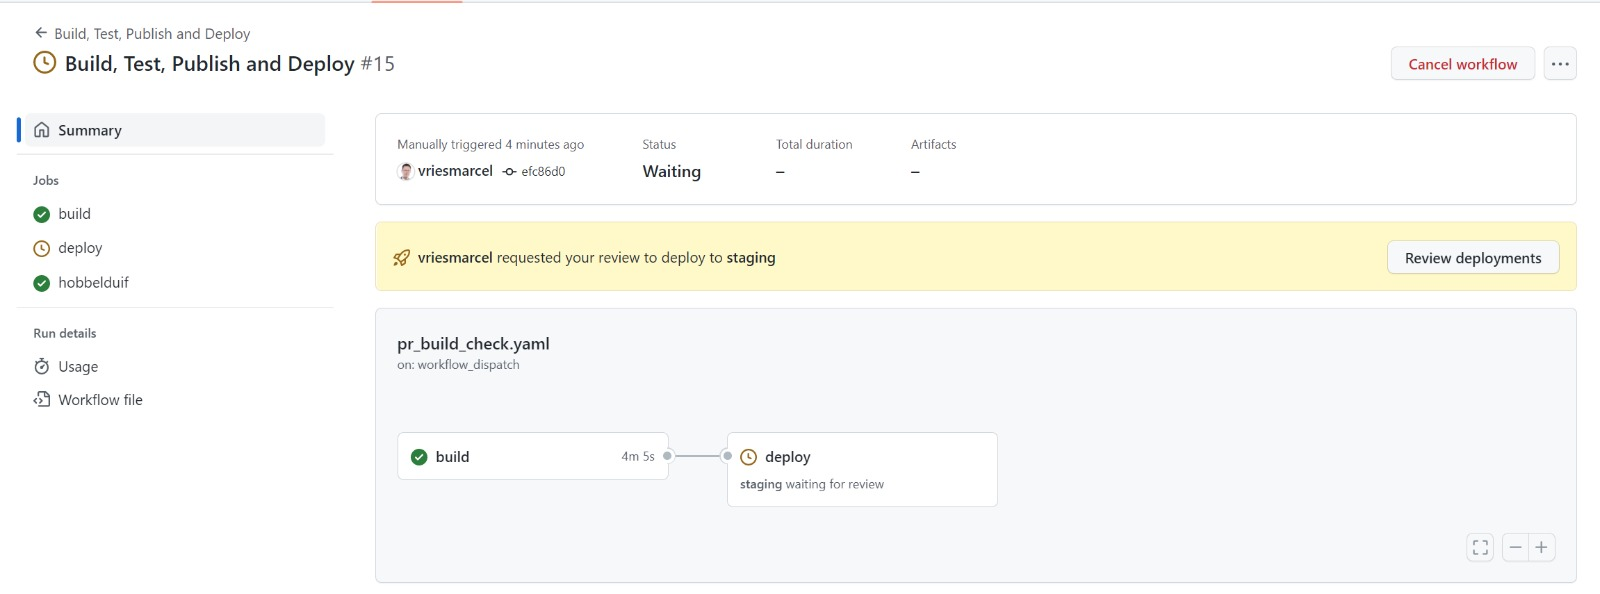 Build, Test, Publish and Deploy
Build, Test, Publish and Deploy #15
Cancel workflow
Summary
Jobs
build
deploy
hobbelduif
Run details
Usage
Workflow file
Manually triggered 4 minutes ago
vriesmarcel efc86d0
Status
Waiting
Total duration
–
Artifacts
–
vriesmarcel requested your review to deploy to staging
Review deployments
pr_build_check.yaml
on: workflow_dispatch
build 4m 5s
deploy
staging waiting for review